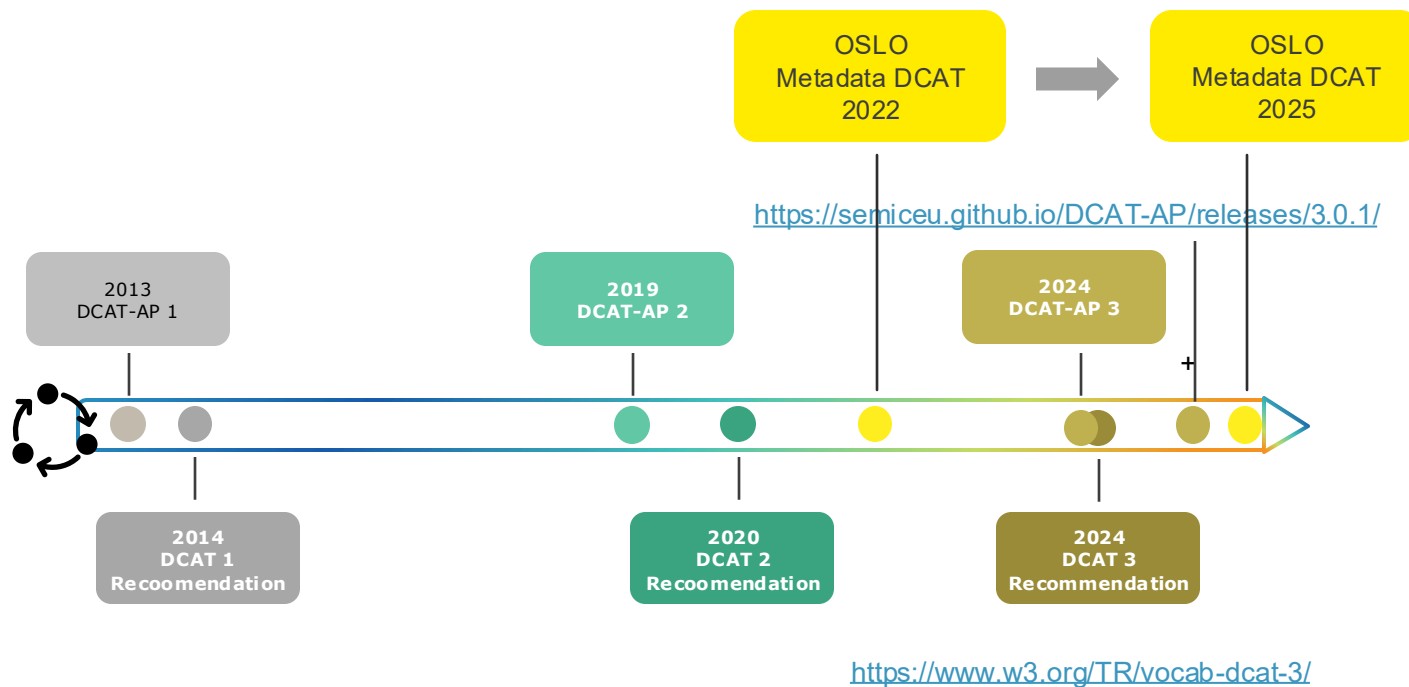 OSLO
Metadata DCAT
2022
OSLO
Metadata DCAT
2025
https://semiceu.github.io/DCAT-AP/releases/3.0.1/
2013
DCAT-AP 1
2019
DCAT-AP 2
2024
DCAT-AP 3
+
2014
DCAT 1
Recoomendation
2020
DCAT 2
Recoomendation
2024
DCAT 3
Recommendation
https://www.w3.org/TR/vocab-dcat-3/